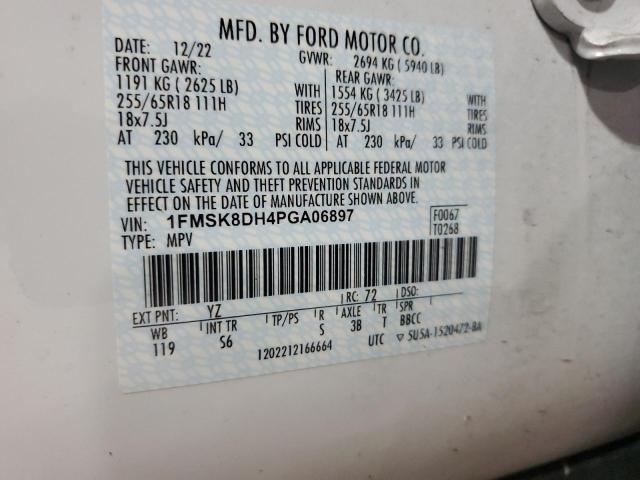 MFD. BY FORD MOTOR CO.
DATE: 12/22 GVWR: 2694 KG ( 5940 LB)
FRONT GAWR: REAR GAWR:
1191 KG ( 2625 LB) WITH 1554 KG ( 3425 LB) WITH
255/65R18 111H TIRES 255/65R18 111H TIRES
18x7.5J RIMS 18x7.5J RIMS
AT 230 kPa/ 33 PSI COLD AT 230 kPa/ 33 PSI COLD
THIS VEHICLE CONFORMS TO ALL APPLICABLE FEDERAL MOTOR
VEHICLE SAFETY AND THEFT PREVENTION STANDARDS IN
EFFECT ON THE DATE OF MANUFACTURE SHOWN ABOVE.
VIN: 1FMSK8DH4PGA06897 F0067
TYPE: MPV T0268
EXT PNT: YZ RC: 72 DSO:
WB INT TR TP/PS R AXLE TR SPR
119 S6 S 3B T BBCC
1202212166664 UTC ▽ 5U5A-1520472-BA